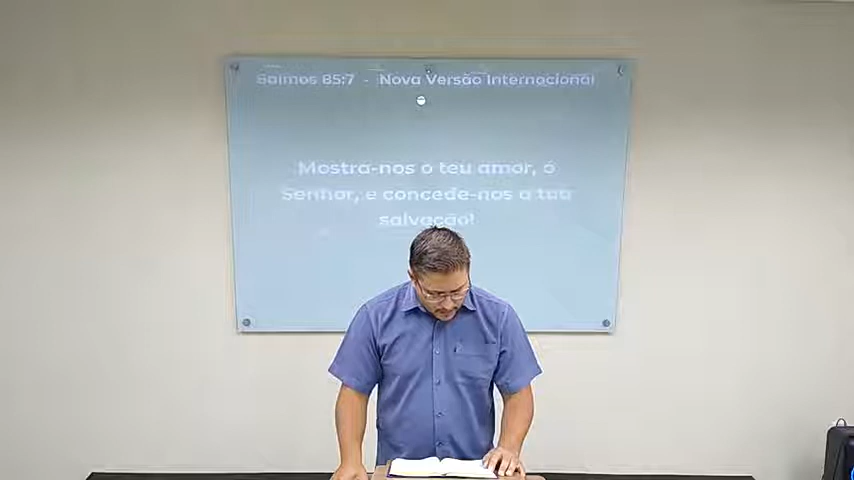 Salmos 85:7 - Nova Versão Internacional
Mostra-nos o teu amor, ó
Senhor, e concede-nos a tua
salvação!